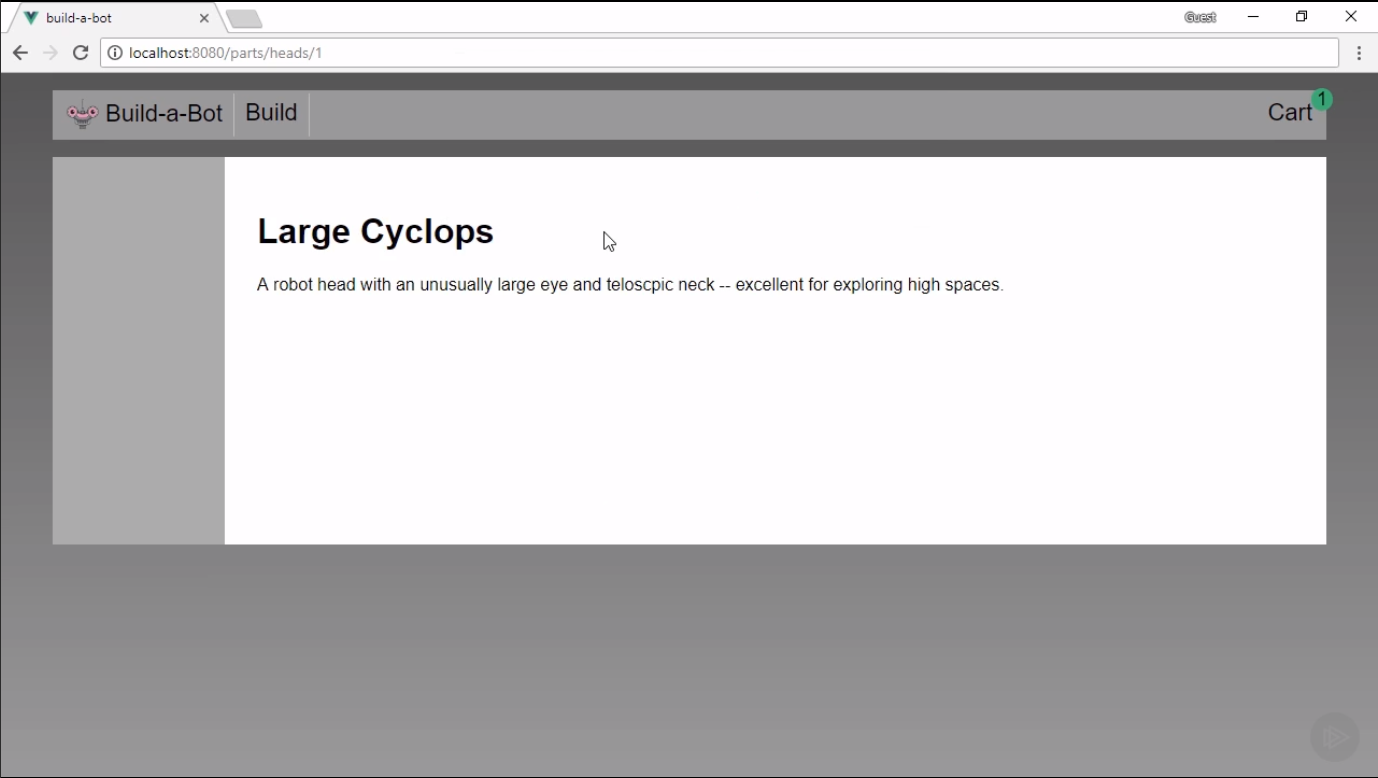 build-a-bot
Guest
localhost:8080/parts/heads/1
Build-a-Bot Build Cart 1
Large Cyclops
A robot head with an unusually large eye and teloscpic neck -- excellent for exploring high spaces.